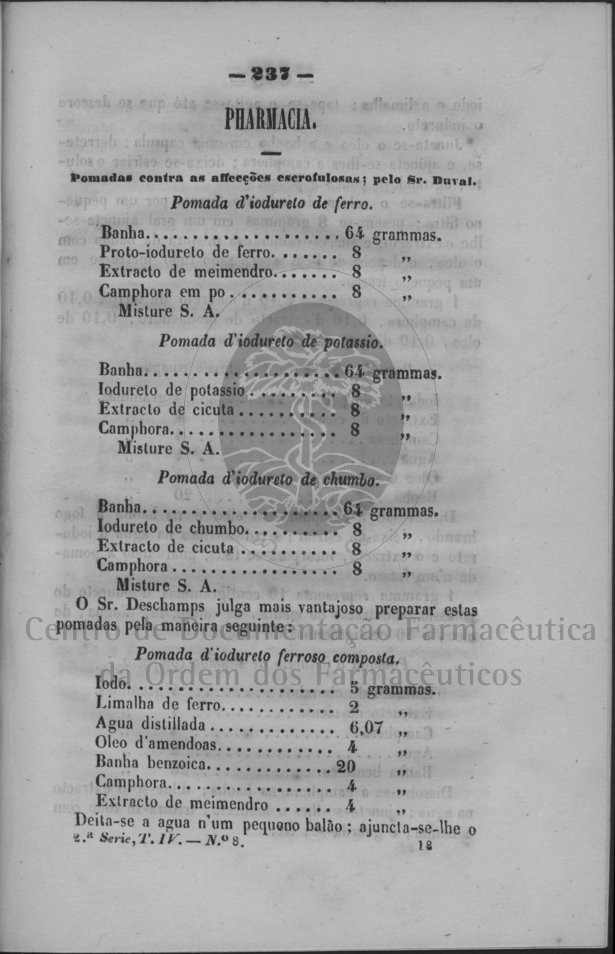 — 237 —
PHARMACIA.
Pomadas contra as affecções escrofulosas; pelo Sr. Duval.
Pomada d'iodureto de ferro.
Banha.................... 64 grammas.
Proto-iodureto de ferro....... 8 „
Extracto de meimendro....... 8 „
Camphora em po........... 8 „
Misture S. A.
Pomada d'iodureto de potassio.
Banha.................... 64 grammas.
Iodureto de potassio......... 8 „
Extracto de cicuta.......... 8 „
Camphora................. 8 „
Misture S. A.
Pomada d'iodureto de chumbo.
Banha.................... 64 grammas.
Iodureto de chumbo.......... 8 „
Extracto de cicuta.......... 8 „
Camphora................. 8 „
Misture S. A.
O Sr. Deschamps julga mais vantajoso preparar estas
pomadas pela maneira seguinte:
Centro de Documentação Farmacêutica
da Ordem dos Farmacêuticos
Pomada d'iodureto ferroso composta.
Iodo..................... 5 grammas.
Limalha de ferro............ 2 „
Agua distillada............. 6,07 „
Oleo d'amendoas............ 4 „
Banha benzoica............. 20 „
Camphora................. 4 „
Extracto de meimendro...... 4 „
Deita-se a agua n'um pequeno balão; ajuncta-se-lhe o
2.ª Serie, T. IV. — N.º 8. 18